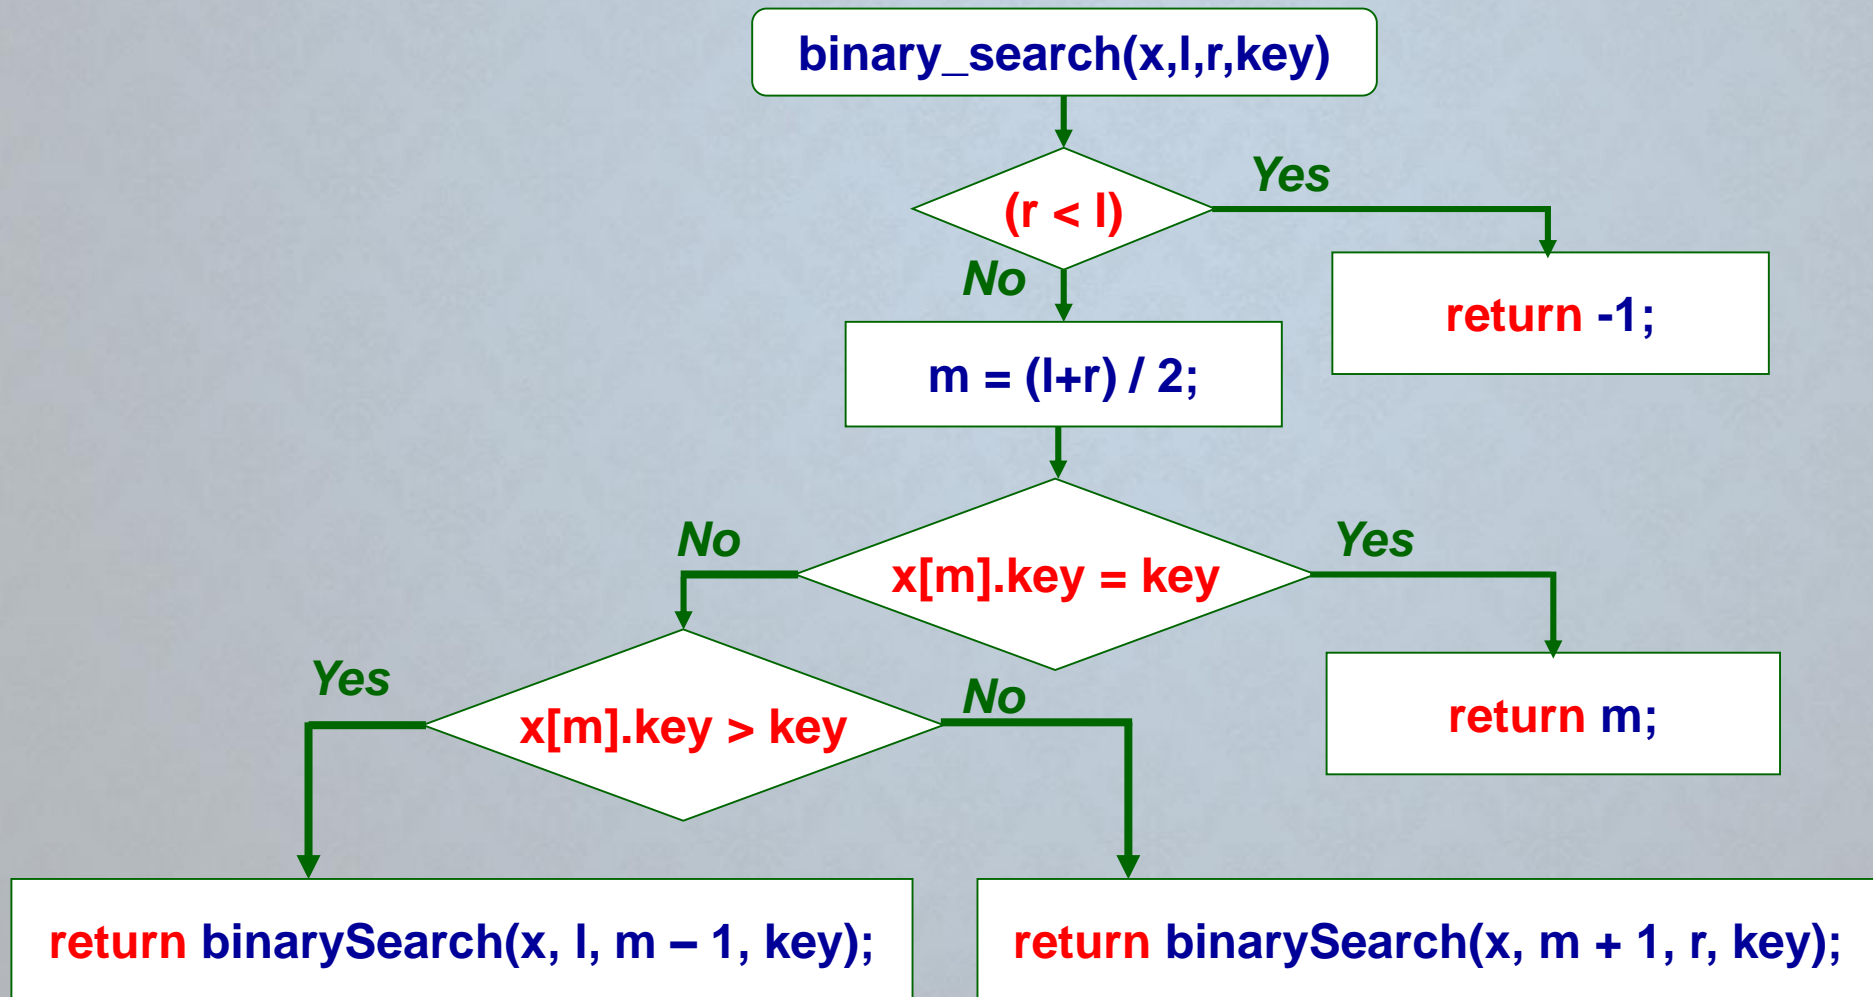 binary_search(x,l,r,key)
(r < l)
Yes
No
return -1;
m = (l+r) / 2;
No
x[m].key = key
Yes
Yes
x[m].key > key
No
return m;
return binarySearch(x, l, m – 1, key);
return binarySearch(x, m + 1, r, key);